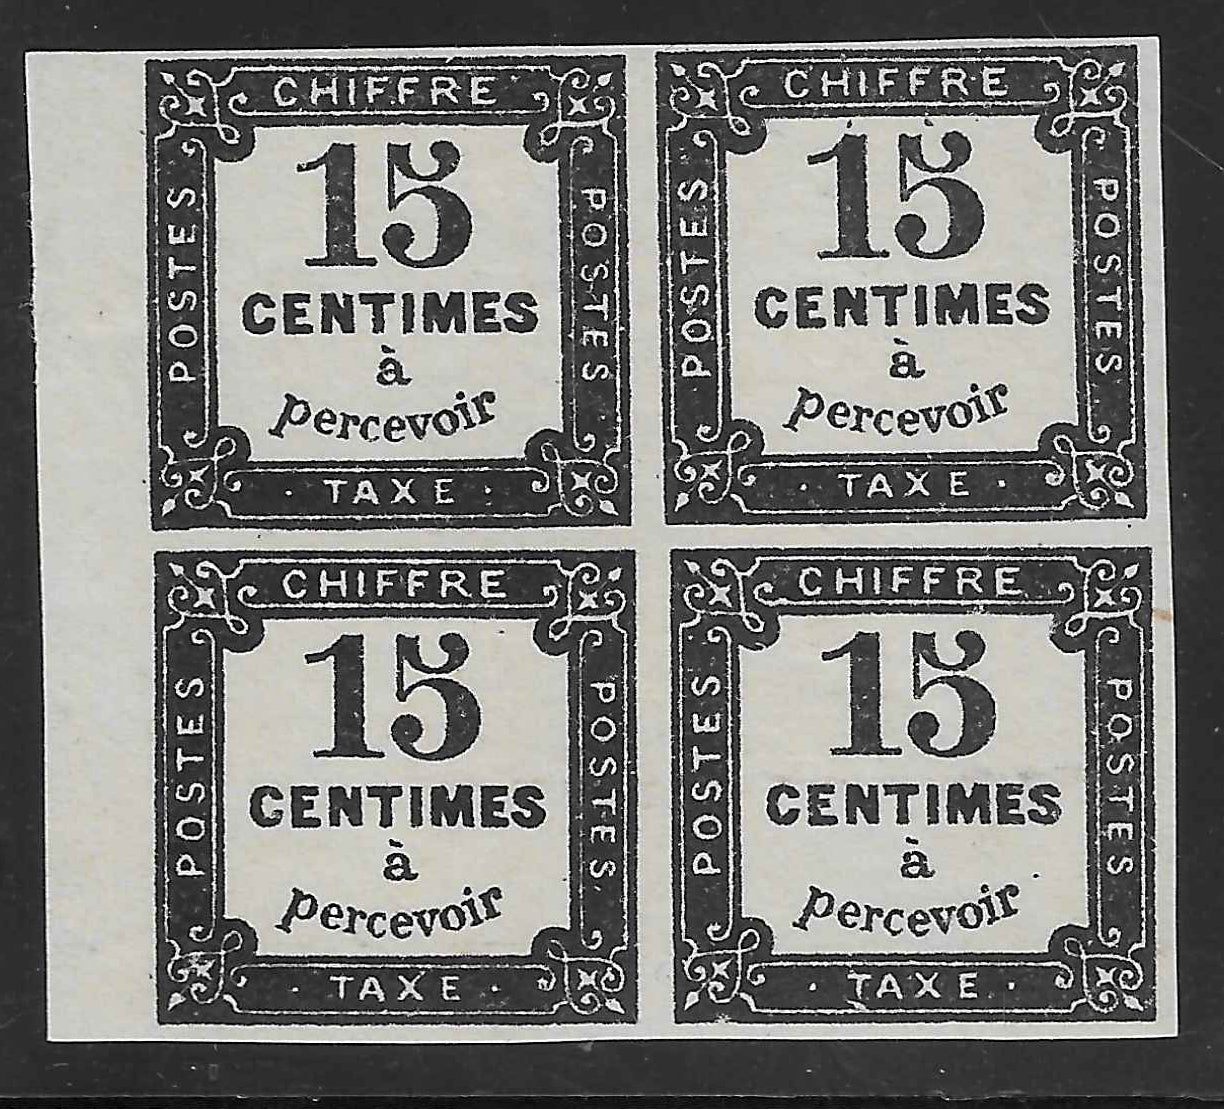 CHIFFRE
POSTES
15
CENTIMES
à
percevoir
POSTES
TAXE
CHIFFRE
POSTES
15
CENTIMES
à
percevoir
POSTES
TAXE
CHIFFRE
POSTES
15
CENTIMES
à
percevoir
POSTES
TAXE
CHIFFRE
POSTES
15
CENTIMES
à
percevoir
POSTES
TAXE